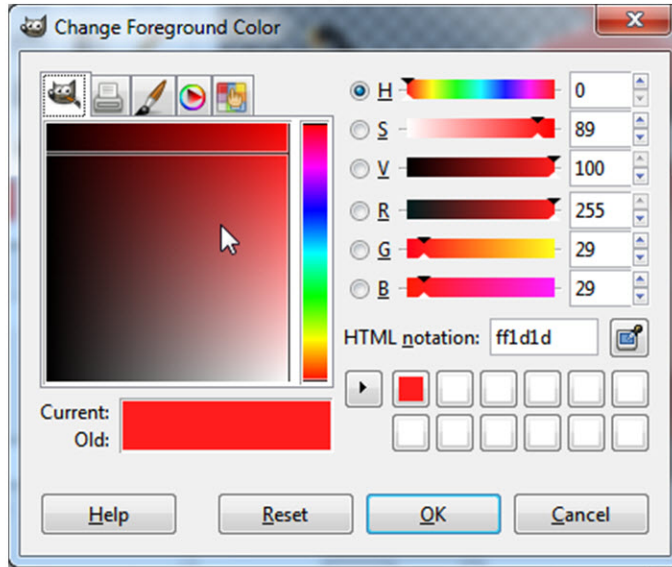 Change Foreground Color
H 0
S 89
V 100
R 255
G 29
B 29
HTML notation: ff1d1d
Current:
Old:
Help Reset OK Cancel